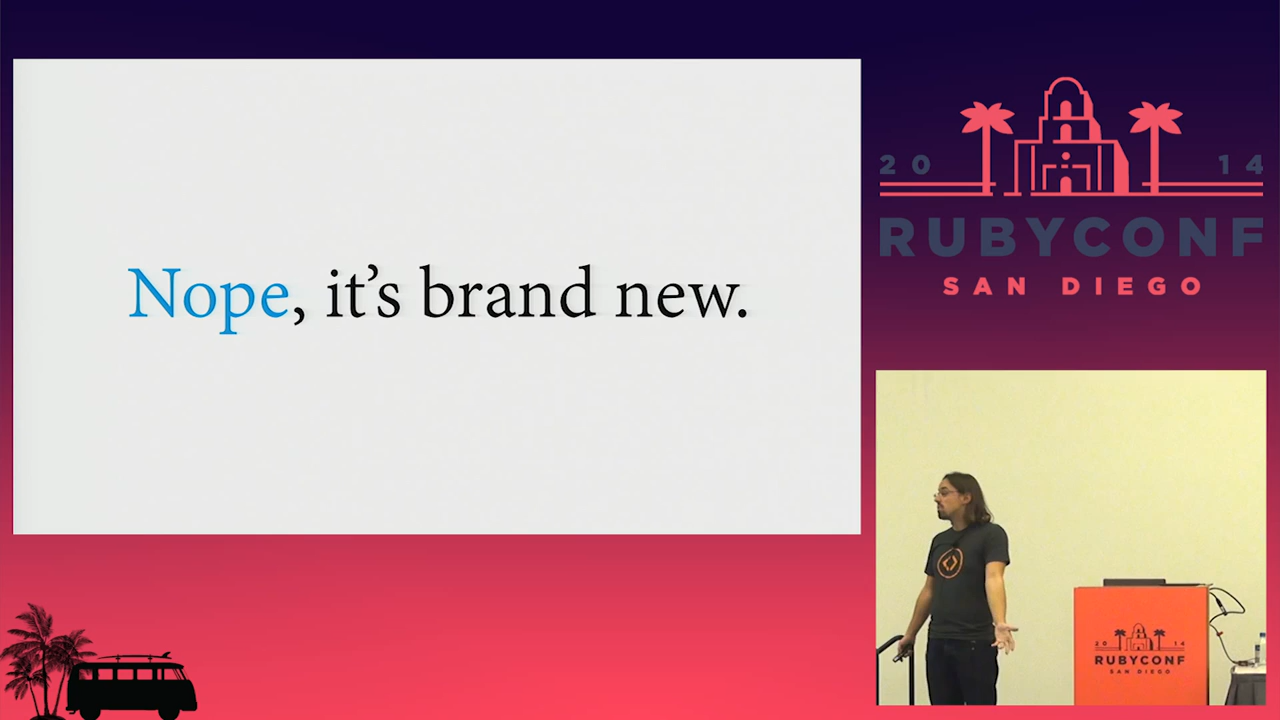 Nope, it’s brand new.
20 14
RUBYCONF
SAN DIEGO
20 14
RUBYCONF
SAN DIEGO